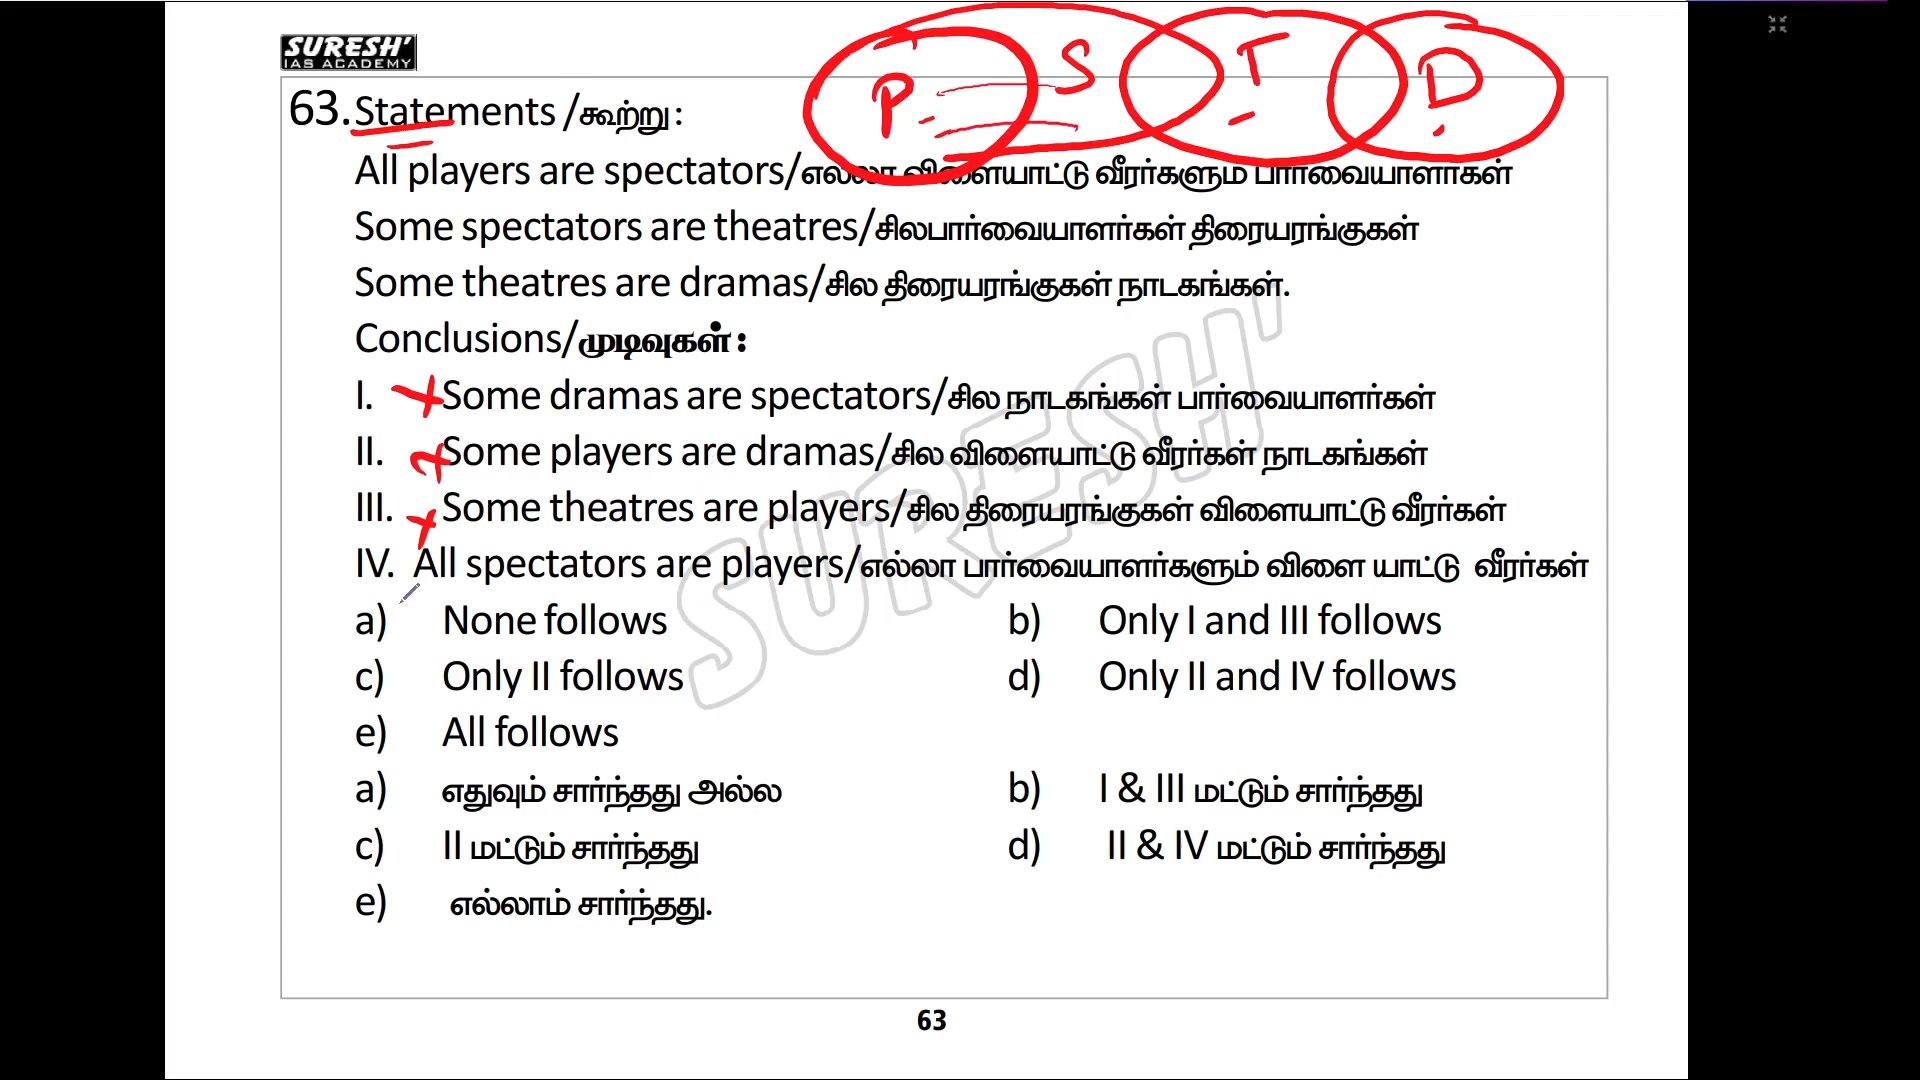 SURESH'
IAS ACADEMY
P S T D
63. Statements /கூற்று :
All players are spectators/எல்லா விளையாட்டு வீரர்களும் பார்வையாளர்கள்
Some spectators are theatres/சிலபார்வையாளர்கள் திரையரங்குகள்
Some theatres are dramas/சில திரையரங்குகள் நாடகங்கள்.
Conclusions/முடிவுகள் :
I. Some dramas are spectators/சில நாடகங்கள் பார்வையாளர்கள்
II. Some players are dramas/சில விளையாட்டு வீரர்கள் நாடகங்கள்
III. Some theatres are players/சில திரையரங்குகள் விளையாட்டு வீரர்கள்
IV. All spectators are players/எல்லா பார்வையாளர்களும் விளை யாட்டு வீரர்கள்
a) None follows b) Only I and III follows
c) Only II follows d) Only II and IV follows
e) All follows
a) எதுவும் சார்ந்தது அல்ல b) I & III மட்டும் சார்ந்தது
c) II மட்டும் சார்ந்தது d) II & IV மட்டும் சார்ந்தது
e) எல்லாம் சார்ந்தது.
SURESH'
63